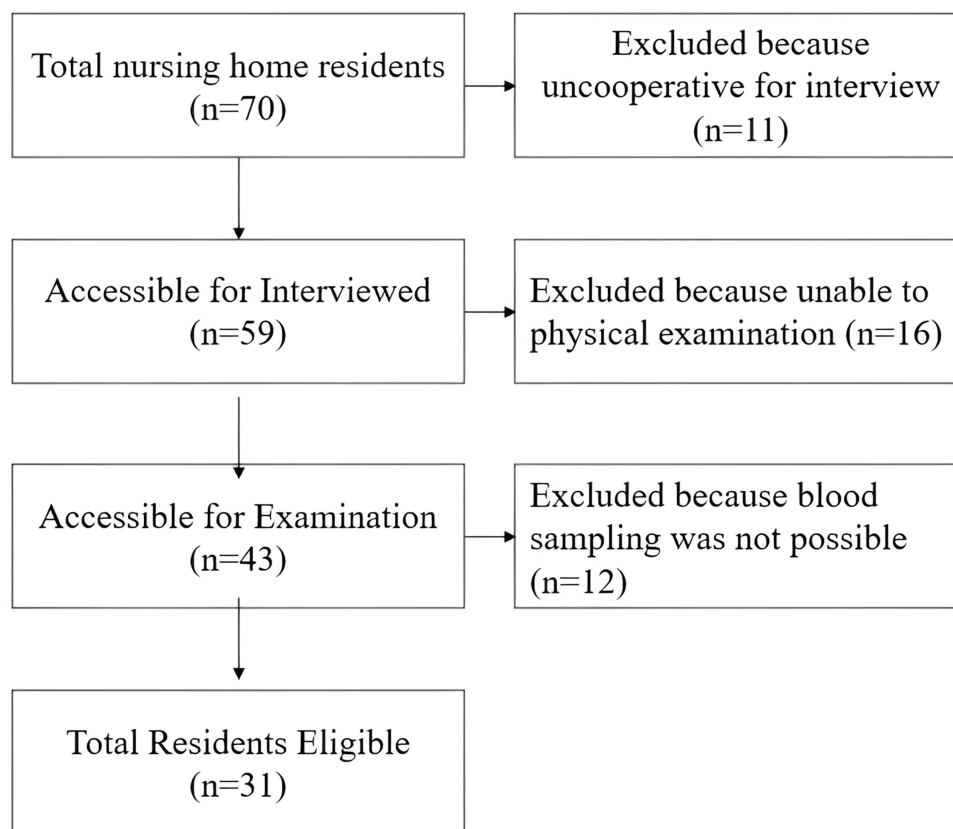 Total nursing home residents
(n=70)
Excluded because
uncooperative for interview
(n=11)
Accessible for Interviewed
(n=59)
Excluded because unable to
physical examination (n=16)
Accessible for Examination
(n=43)
Excluded because blood
sampling was not possible
(n=12)
Total Residents Eligible
(n=31)